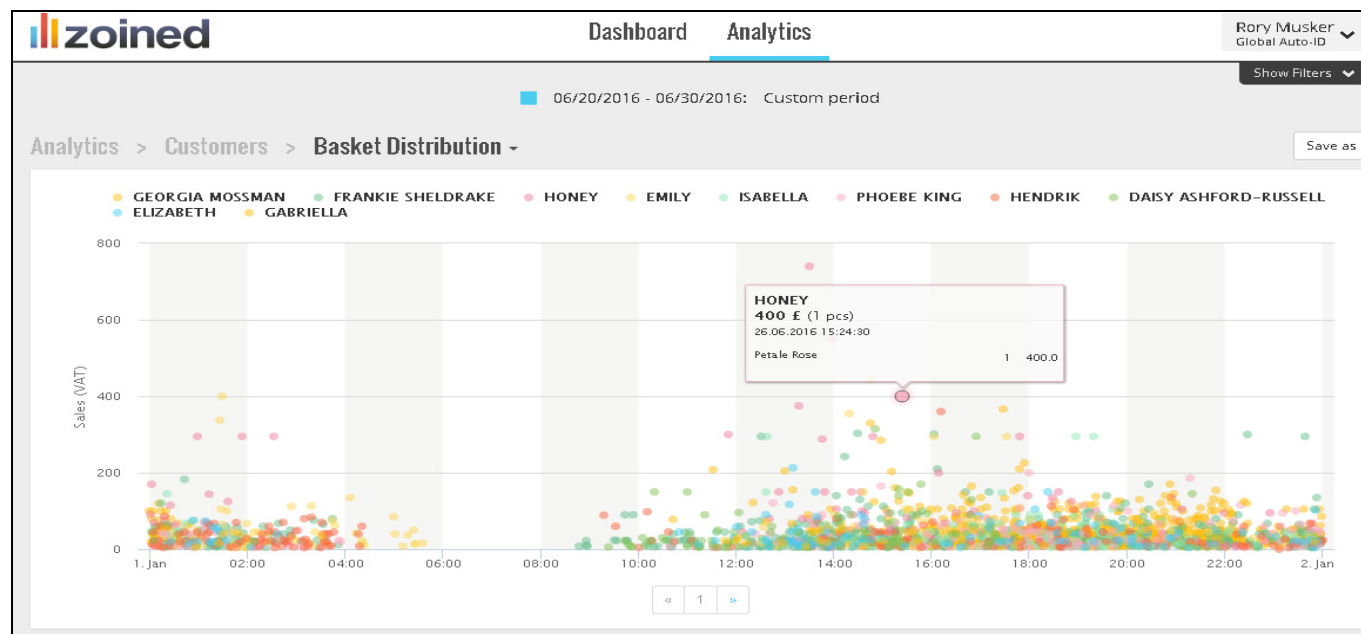 zoined
Dashboard Analytics
Rory Musker
Global Auto-ID
Show Filters
06/20/2016 - 06/30/2016: Custom period
Analytics > Customers > Basket Distribution
Save as
GEORGIA MOSSMAN FRANKIE SHELDRAKE HONEY EMILY ISABELLA PHOEBE KING HENDRIK DAISY ASHFORD-RUSSELL
ELIZABETH GABRIELLA
800
600
400
200
0
Sales (VAT)
HONEY
400 £ (1 pcs)
26.06.2016 15:24:30
Petale Rose 1 400.0
1. Jan 02:00 04:00 06:00 08:00 10:00 12:00 14:00 16:00 18:00 20:00 22:00 2. Jan
« 1 »